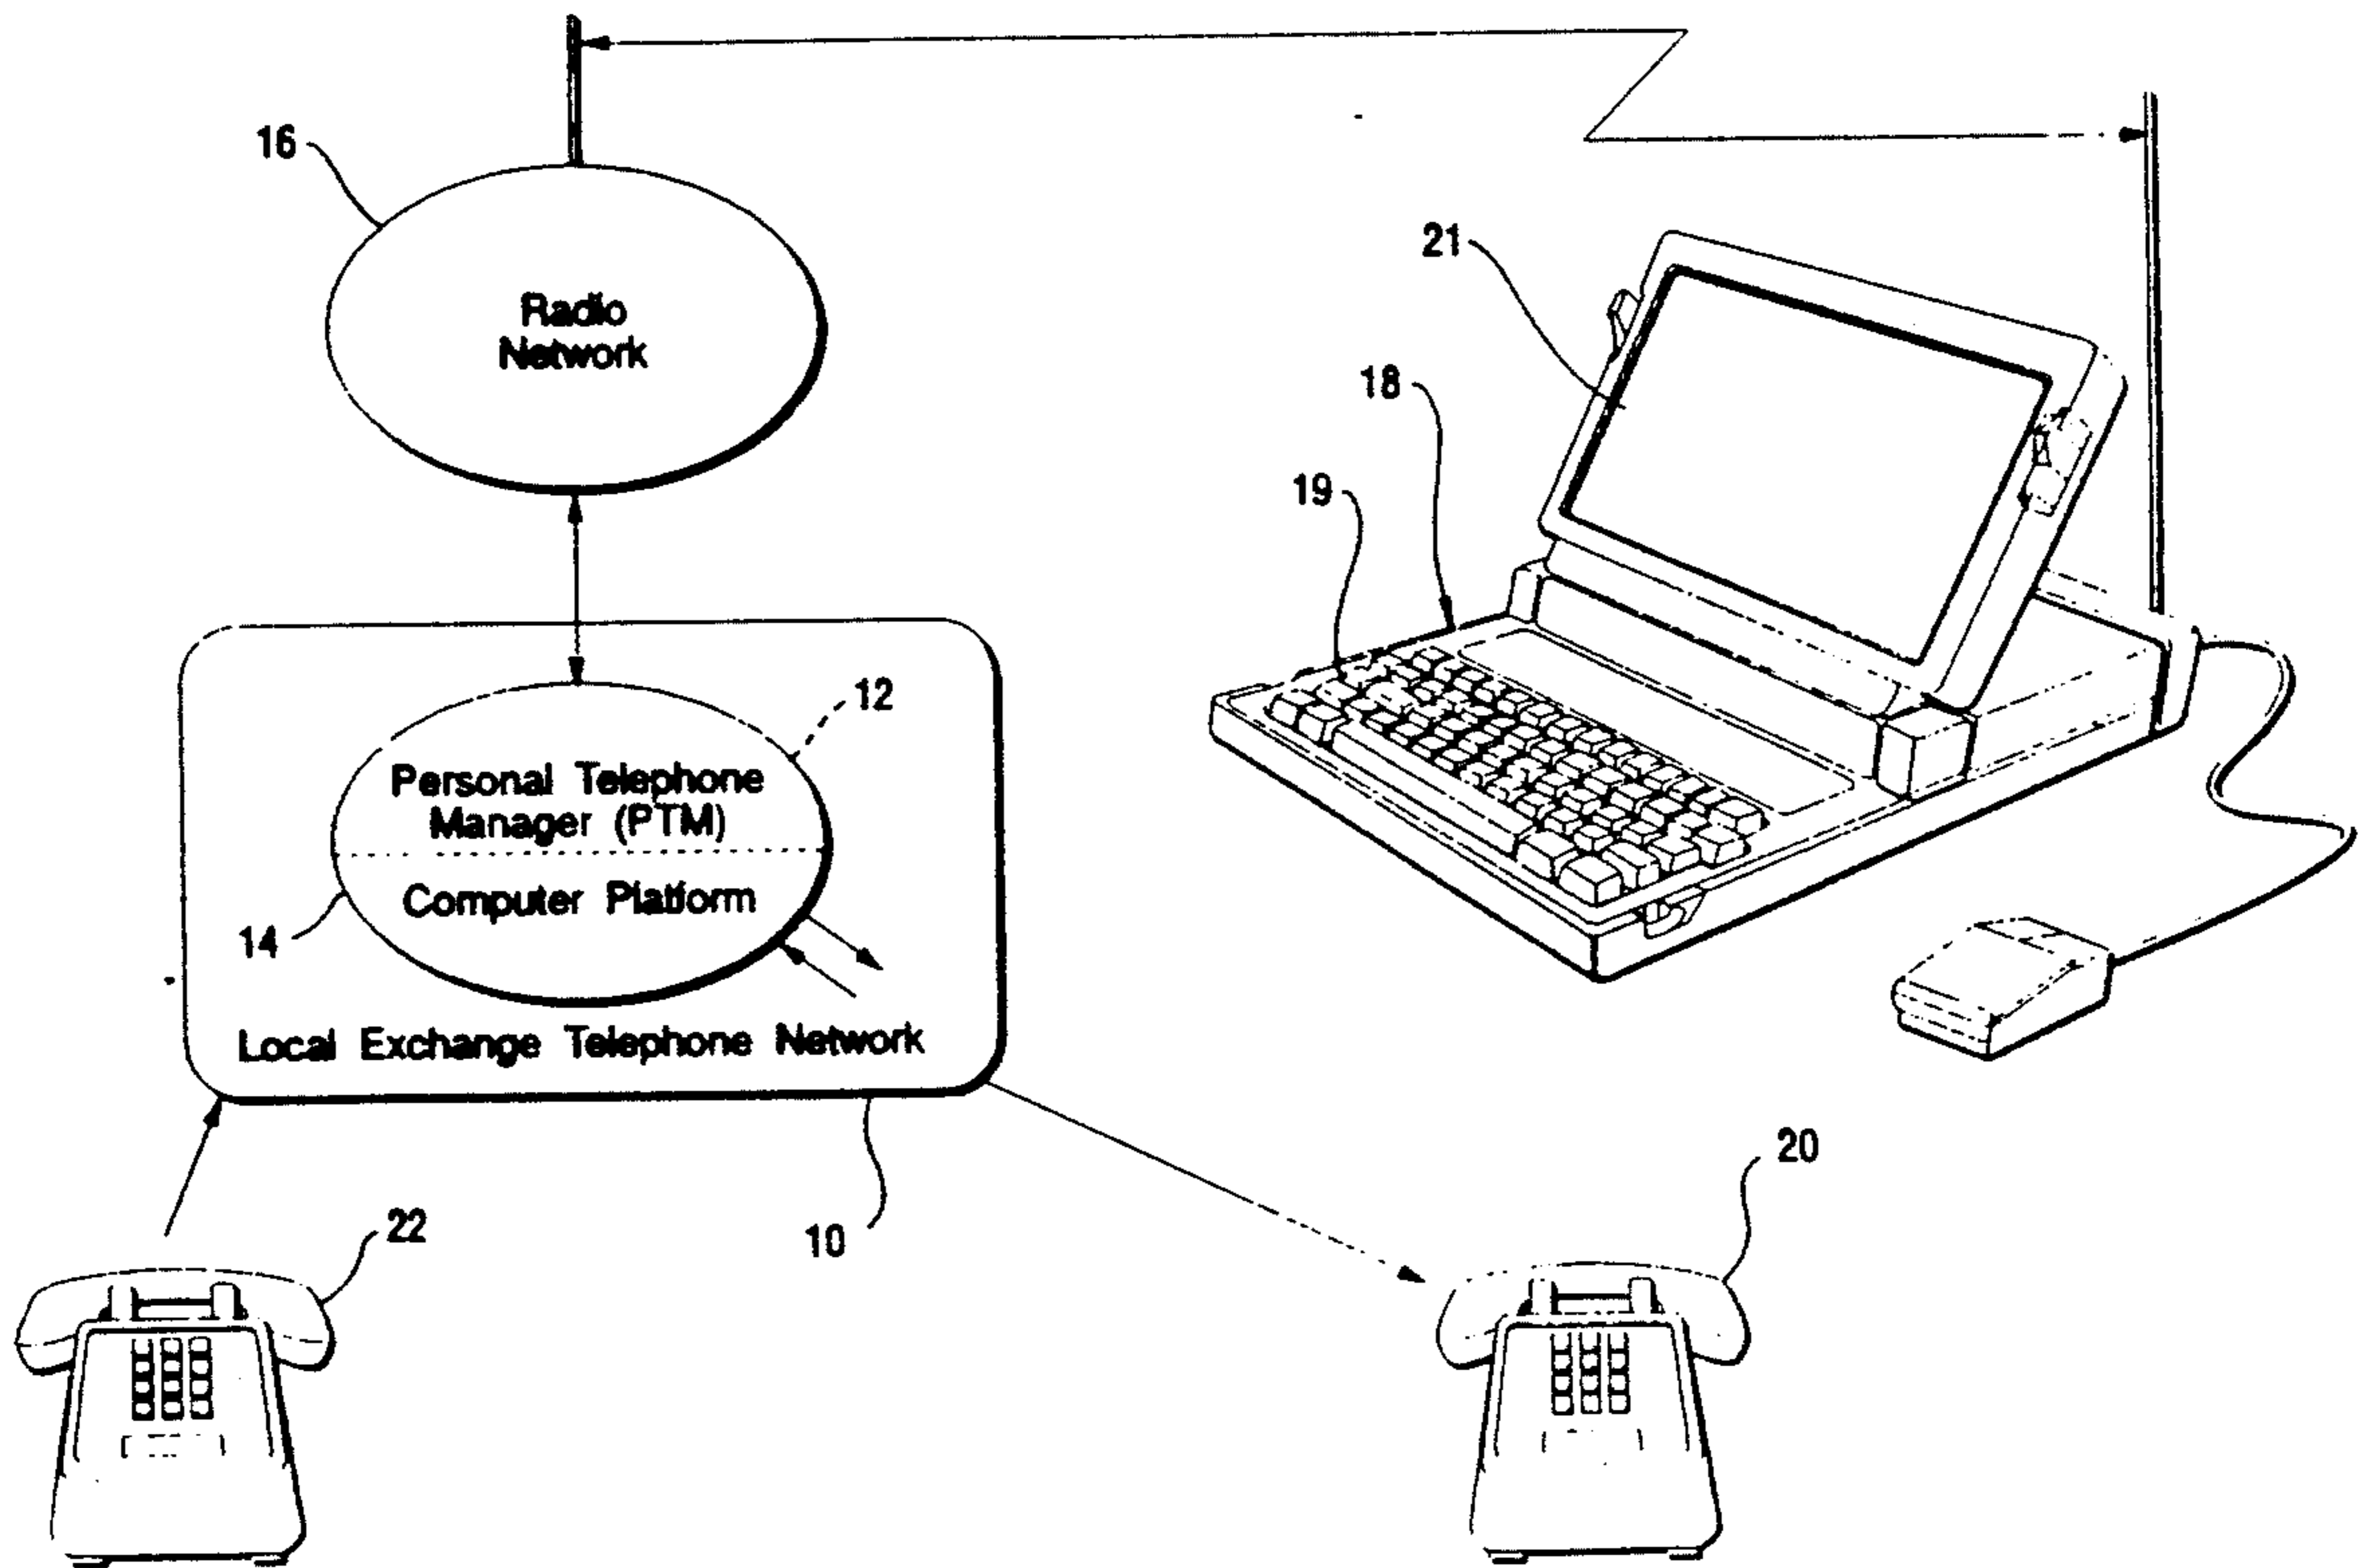 16
Radio
Network
21
18
19
12
Personal Telephone
Manager (PTM)
Computer Platform
14
Local Exchange Telephone Network
10
22
20